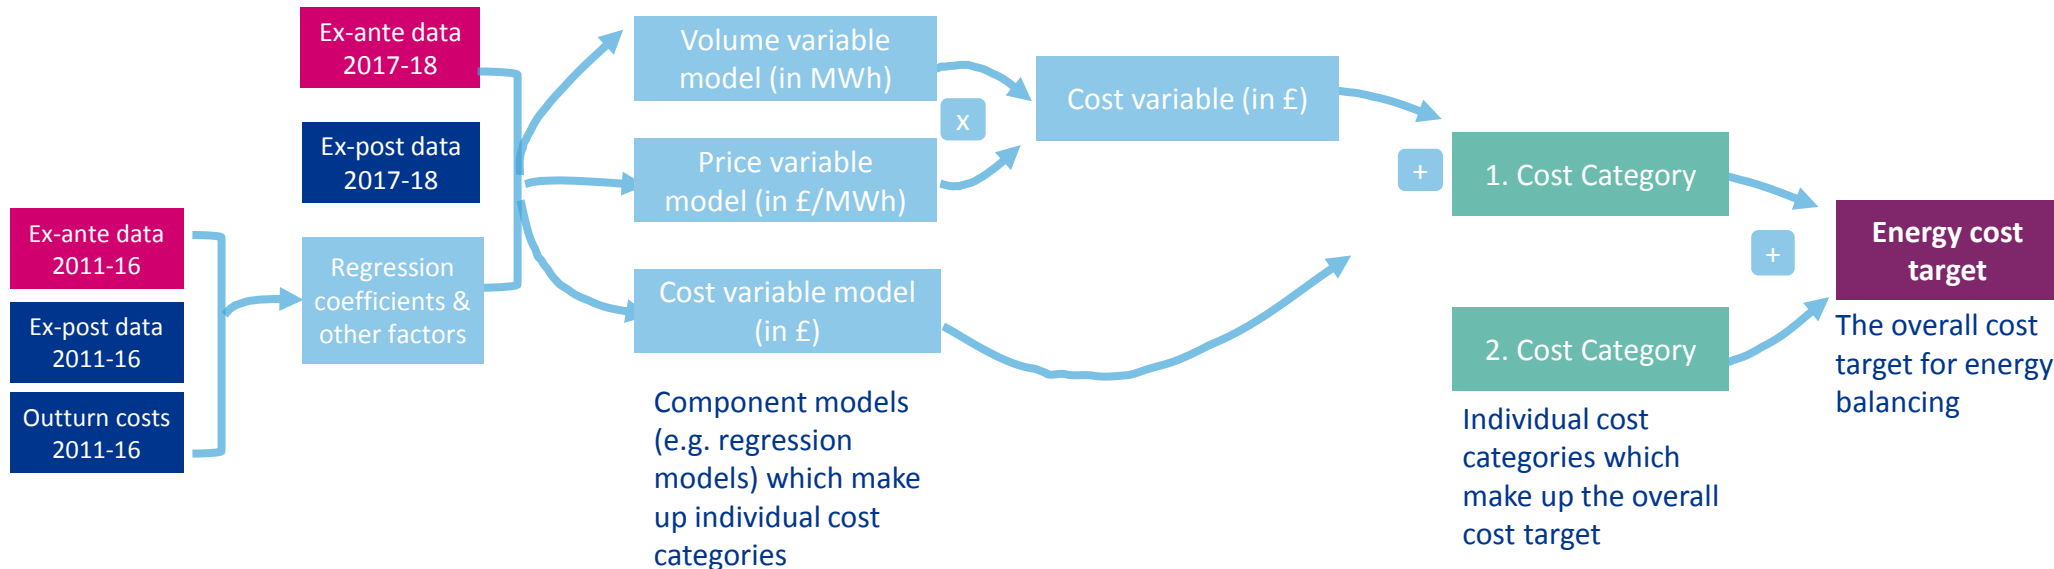 Ex-ante data
2017-18
Ex-post data
2017-18
Ex-ante data
2011-16
Ex-post data
2011-16
Outturn costs
2011-16
Regression
coefficients &
other factors
Volume variable
model (in MWh)
Price variable
model (in £/MWh)
Cost variable model
(in £)
Component models
(e.g. regression
models) which make
up individual cost
categories
x
Cost variable (in £)
+
1. Cost Category
2. Cost Category
Individual cost
categories which
make up the overall
cost target
+
Energy cost
target
The overall cost
target for energy
balancing